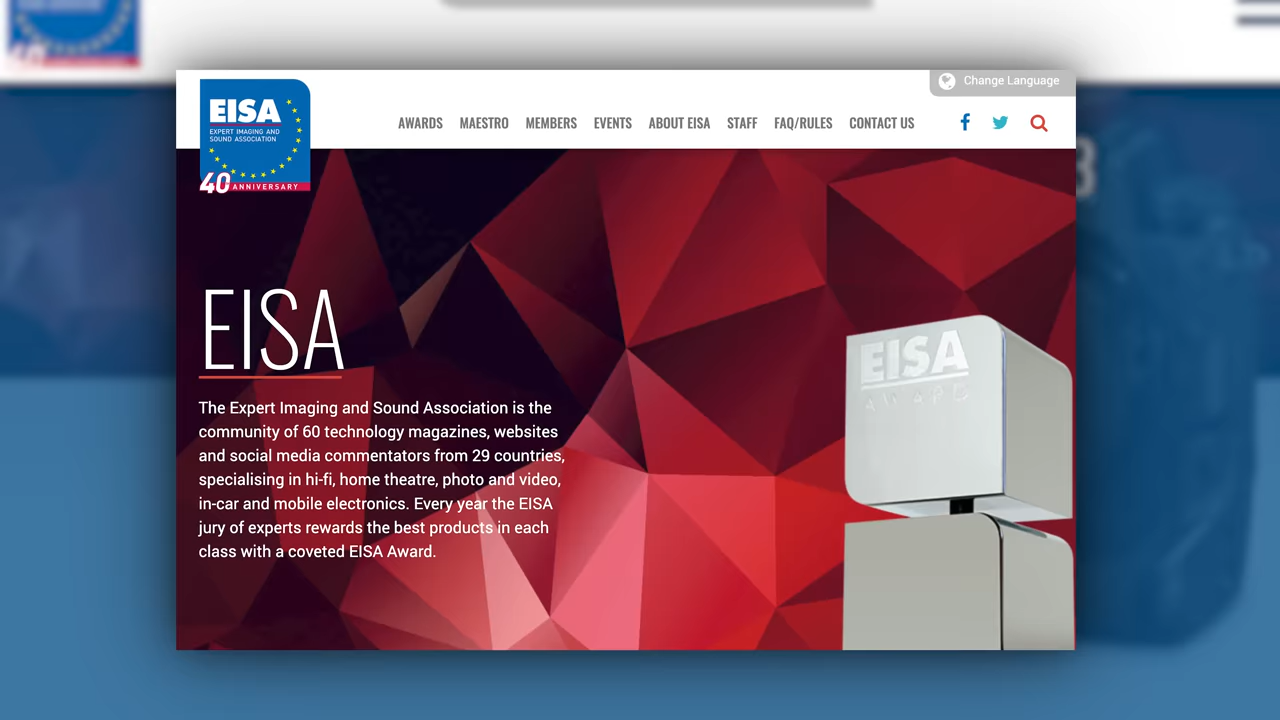 Change Language
EISA
EXPERT IMAGING AND
SOUND ASSOCIATION
40 ANNIVERSARY
AWARDS MAESTRO MEMBERS EVENTS ABOUT EISA STAFF FAQ/RULES CONTACT US
EISA
The Expert Imaging and Sound Association is the
community of 60 technology magazines, websites
and social media commentators from 29 countries,
specialising in hi-fi, home theatre, photo and video,
in-car and mobile electronics. Every year the EISA
jury of experts rewards the best products in each
class with a coveted EISA Award.
EISA
AWARD